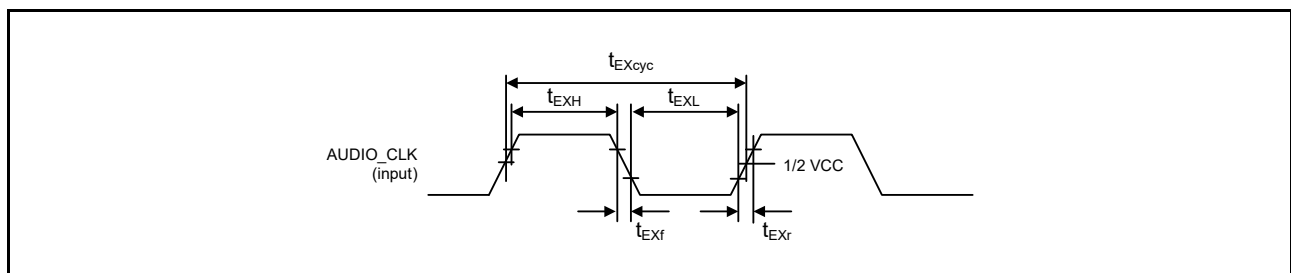 tEXcyc
tEXH
tEXL
AUDIO_CLK
(input)
1/2 VCC
tEXf
tEXr